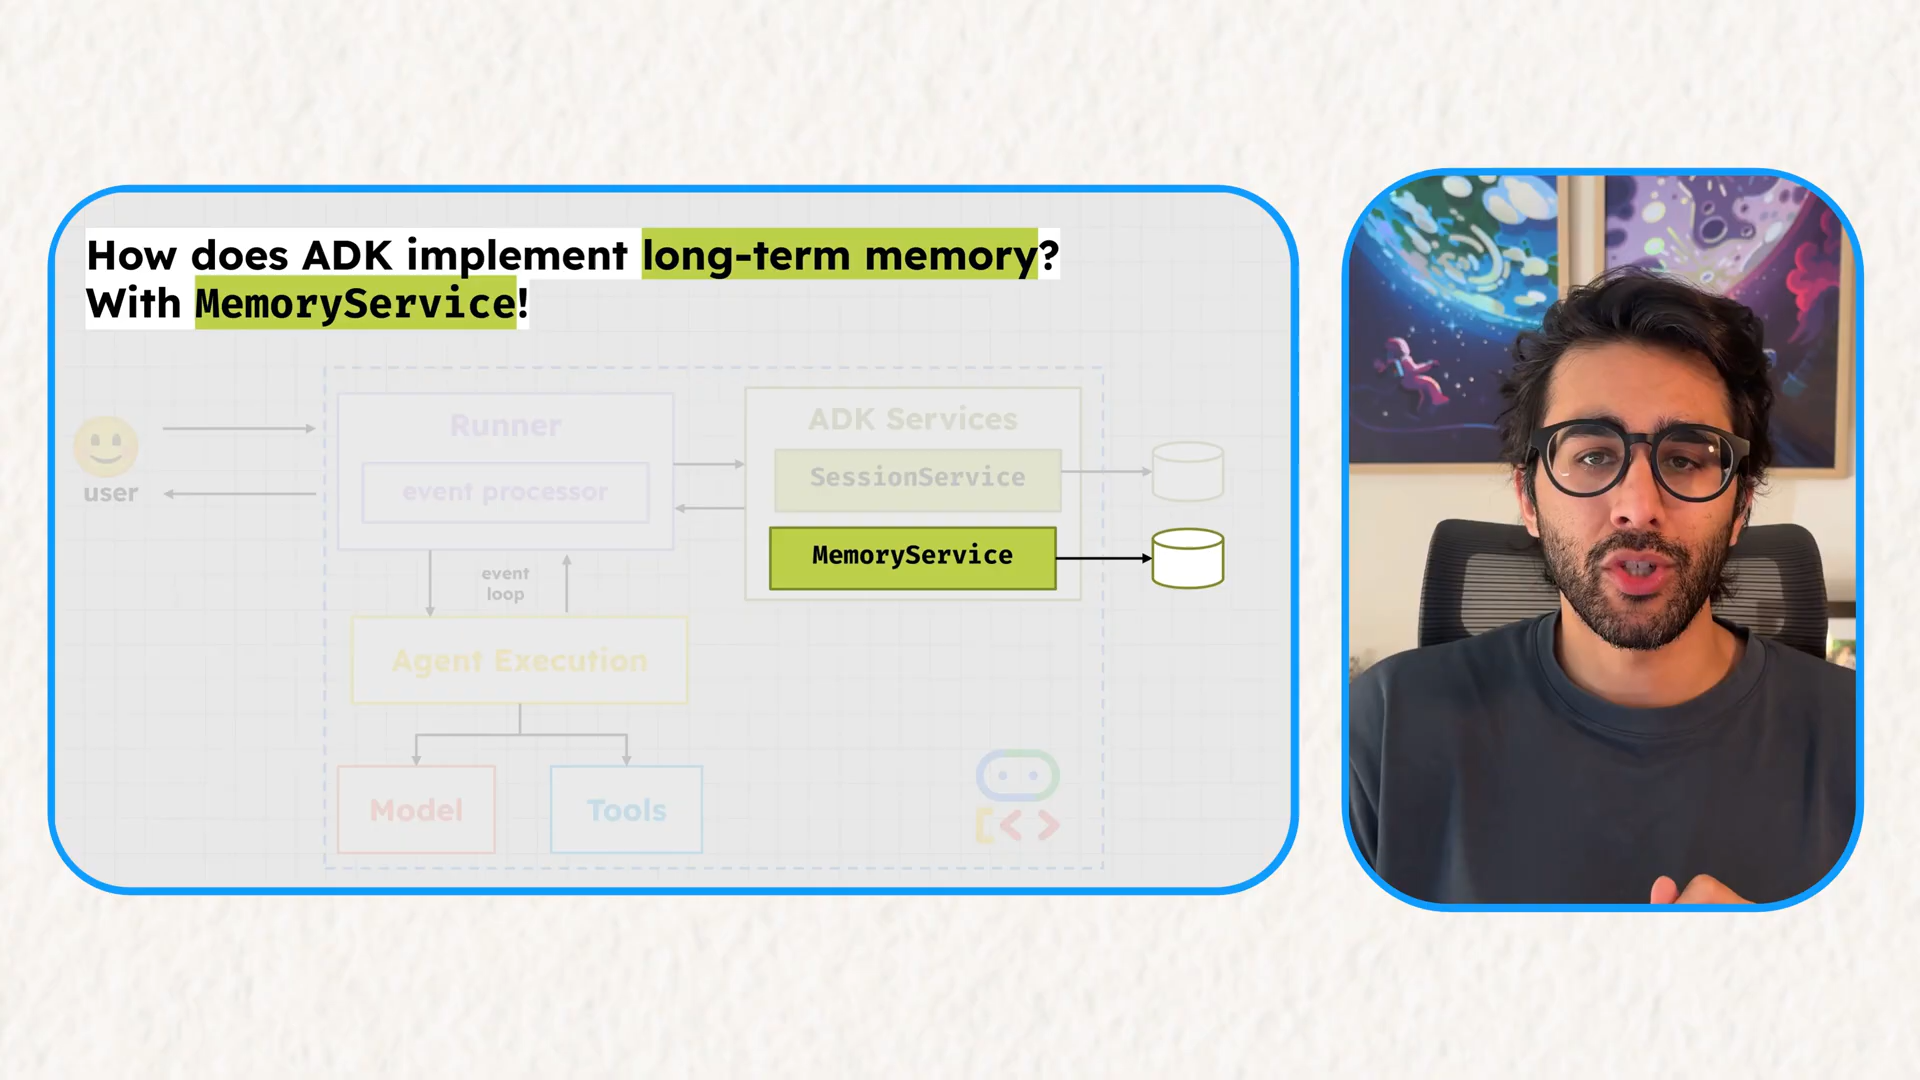 How does ADK implement long-term memory?
With MemoryService!
user
Runner
event processor
event
loop
ADK Services
SessionService
MemoryService
Agent Execution
Model
Tools